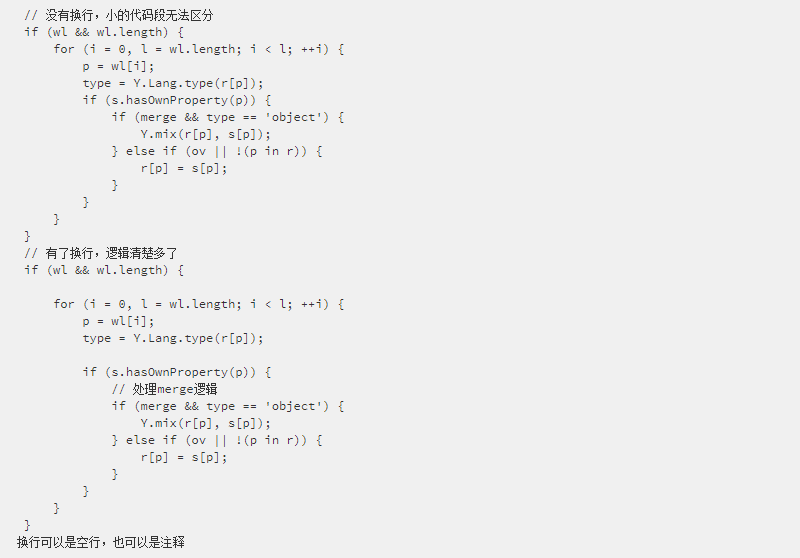 // 没有换行，小的代码段无法区分
if (wl && wl.length) {
    for (i = 0, l = wl.length; i < l; ++i) {
        p = wl[i];
        type = Y.Lang.type(r[p]);
        if (s.hasOwnProperty(p)) {
            if (merge && type == 'object') {
                Y.mix(r[p], s[p]);
            } else if (ov || !(p in r)) {
                r[p] = s[p];
            }
        }
    }
}
// 有了换行，逻辑清楚多了
if (wl && wl.length) {

    for (i = 0, l = wl.length; i < l; ++i) {
        p = wl[i];
        type = Y.Lang.type(r[p]);

        if (s.hasOwnProperty(p)) {
            // 处理merge逻辑
            if (merge && type == 'object') {
                Y.mix(r[p], s[p]);
            } else if (ov || !(p in r)) {
                r[p] = s[p];
            }
        }
    }
}
换行可以是空行，也可以是注释